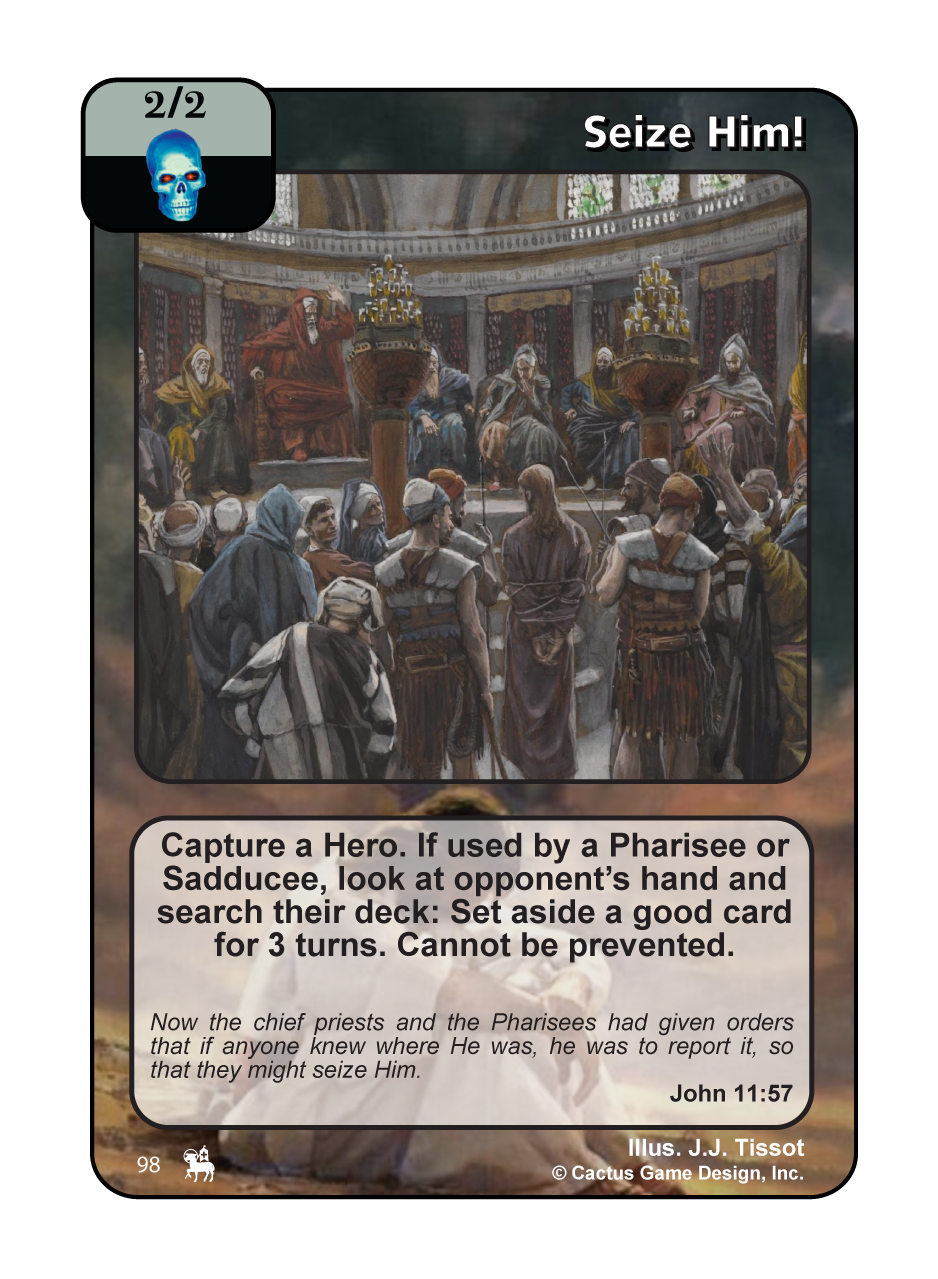 2/2
Seize Him!
Capture a Hero. If used by a Pharisee or
Sadducee, look at opponent’s hand and
search their deck: Set aside a good card
for 3 turns. Cannot be prevented.
Now the chief priests and the Pharisees had given orders
that if anyone knew where He was, he was to report it, so
that they might seize Him.
John 11:57
98
Illus. J.J. Tissot
© Cactus Game Design, Inc.